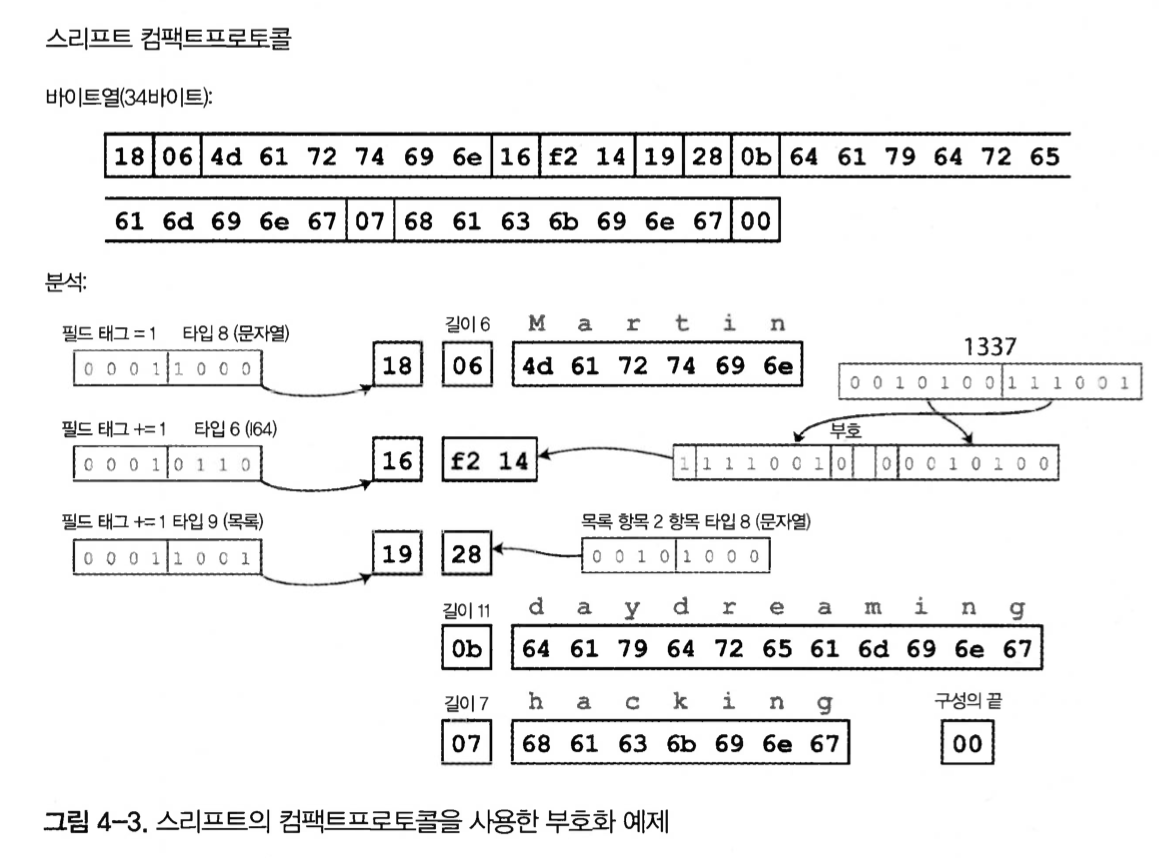 스리프트 컴팩트프로토콜
바이트열(34바이트):
18 06 4d 61 72 74 69 6e 16 f2 14 19 28 0b 64 61 79 64 72 65
61 6d 69 6e 67 07 68 61 63 6b 69 6e 67 00
분석:
필드 태그 = 1 타입 8 (문자열) 길이 6 M a r t i n
0 0 0 1 1 0 0 0 18 06 4d 61 72 74 69 6e
1337
0 0 1 0 1 0 0 1 1 1 0 0 1
필드 태그 += 1 타입 6 (I64) 부호
0 0 0 1 0 1 1 0 16 f2 14 1 1 1 1 0 0 1 0 0 0 0 1 0 1 0 0
필드 태그 += 1 타입 9 (목록) 목록 항목 2 항목 타입 8 (문자열)
0 0 0 1 1 0 0 1 19 28 0 0 1 0 1 0 0 0
길이 11 d a y d r e a m i n g
0b 64 61 79 64 72 65 61 6d 69 6e 67
길이 7 h a c k i n g 구성의 끝
07 68 61 63 6b 69 6e 67 00
그림 4-3. 스리프트의 컴팩트프로토콜을 사용한 부호화 예제